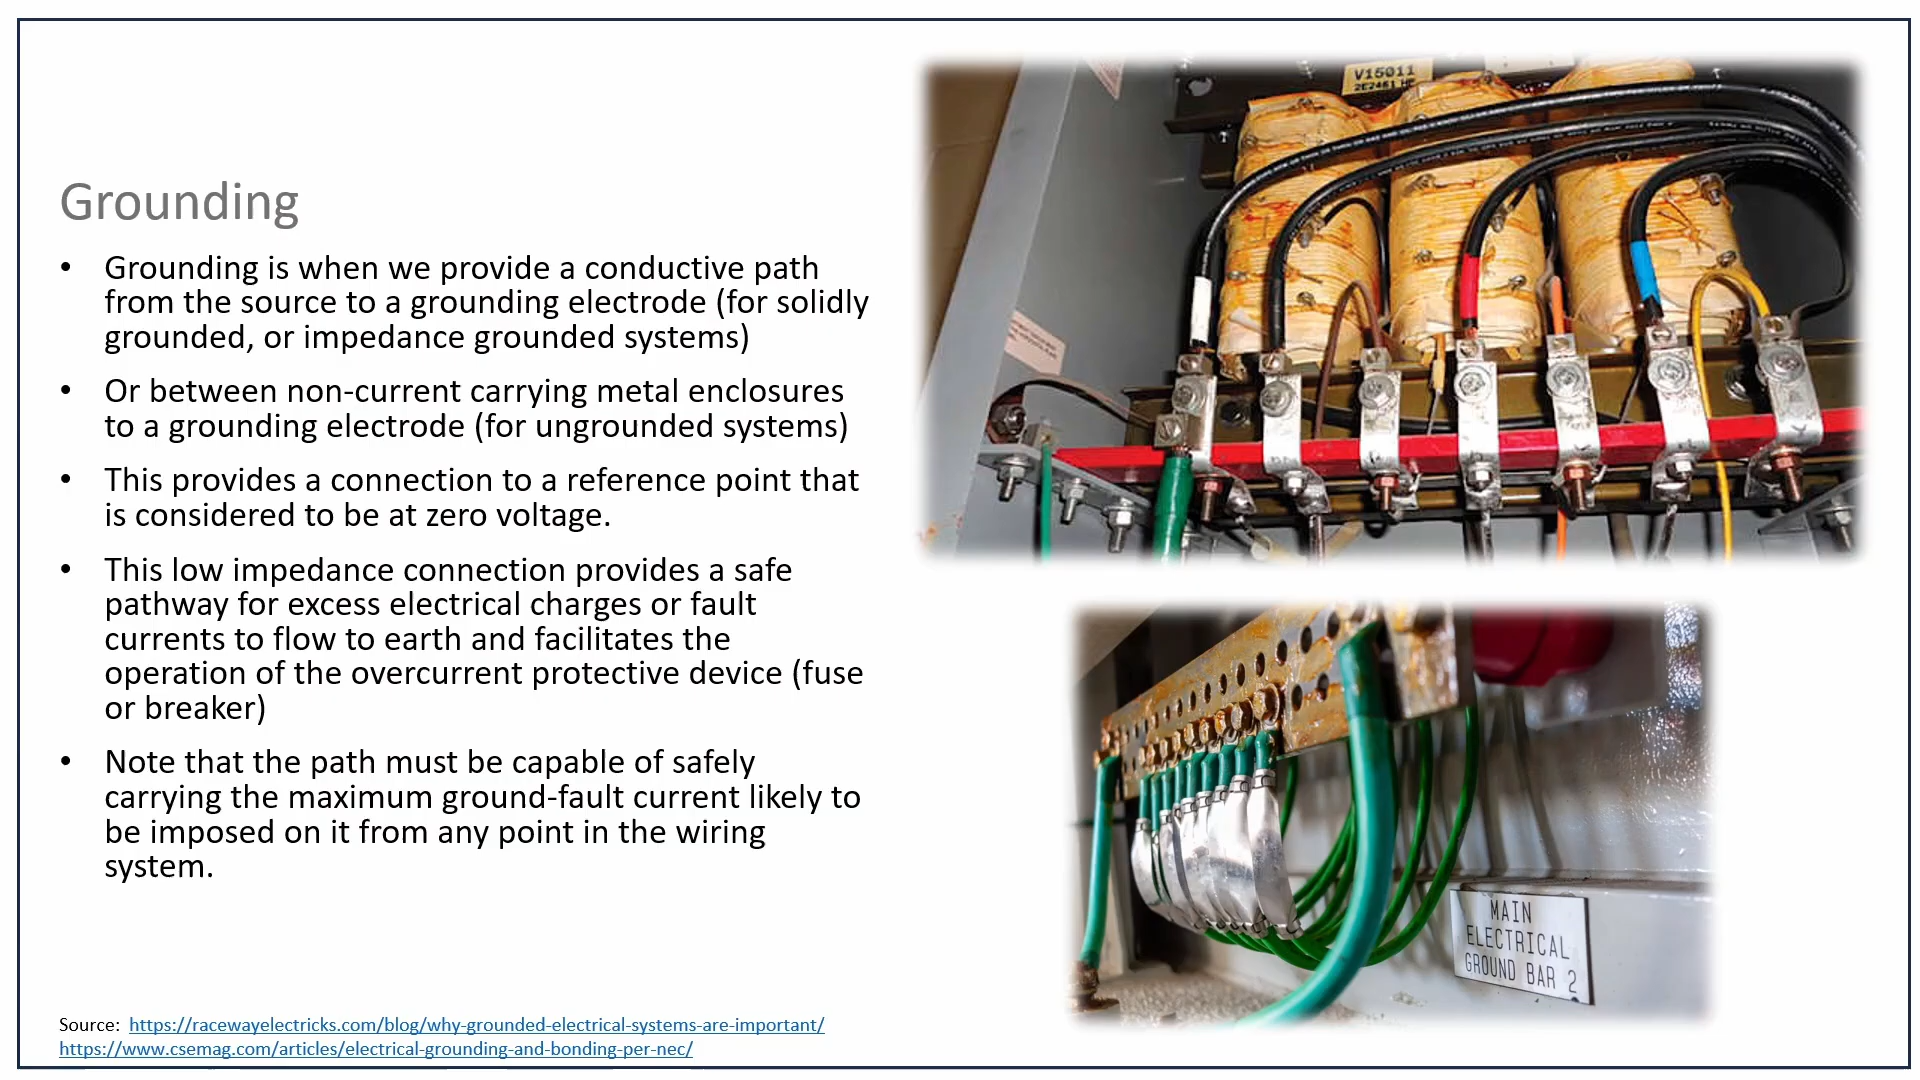 Grounding
• Grounding is when we provide a conductive path
from the source to a grounding electrode (for solidly
grounded, or impedance grounded systems)
• Or between non-current carrying metal enclosures
to a grounding electrode (for ungrounded systems)
• This provides a connection to a reference point that
is considered to be at zero voltage.
• This low impedance connection provides a safe
pathway for excess electrical charges or fault
currents to flow to earth and facilitates the
operation of the overcurrent protective device (fuse
or breaker)
• Note that the path must be capable of safely
carrying the maximum ground-fault current likely to
be imposed on it from any point in the wiring
system.
Source: https://racewayelectricks.com/blog/why-grounded-electrical-systems-are-important/
https://www.csemag.com/articles/electrical-grounding-and-bonding-per-nec/
V15011
MAIN
ELECTRICAL
GROUND BAR 2